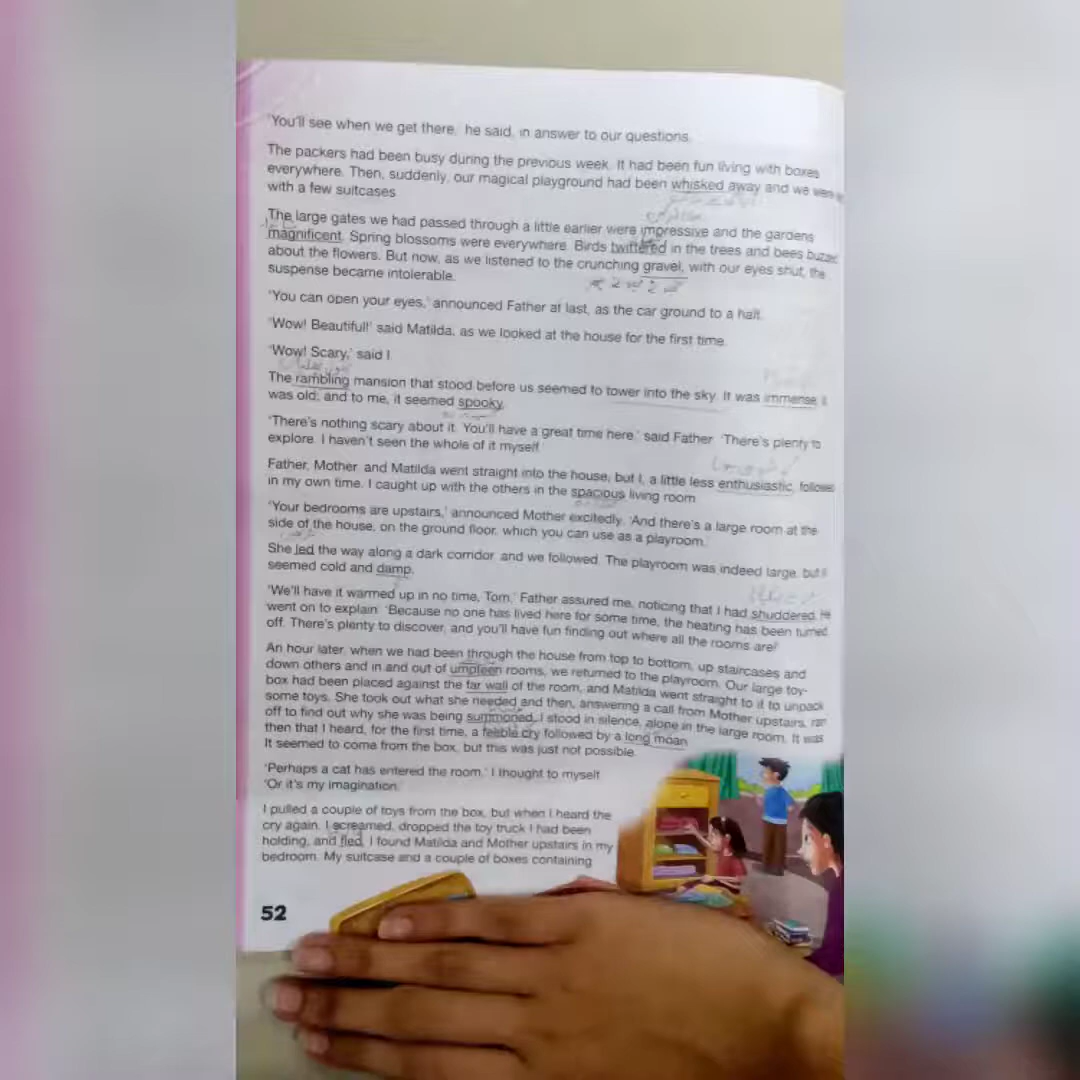 'You'll see when we get there, he said, in answer to our questions.
The packers had been busy during the previous week. It had been fun living with boxes
everywhere. Then, suddenly, our magical playground had been whisked away and we were
with a few suitcases
The large gates we had passed through a little earlier were impressive and the gardens
magnificent. Spring blossoms were everywhere. Birds twittered in the trees and bees buzzed
about the flowers. But now, as we listened to the crunching gravel, with our eyes shut, the
suspense became intolerable.
'You can open your eyes,' announced Father at last, as the car ground to a halt.
'Wow! Beautiful!' said Matilda, as we looked at the house for the first time.
'Wow! Scary,' said I.
The rambling mansion that stood before us seemed to tower into the sky. It was immense, it
was old; and to me, it seemed spooky.
'There's nothing scary about it. You'll have a great time here,' said Father. 'There's plenty to
explore. I haven't seen the whole of it myself.
Father, Mother and Matilda went straight into the house, but I, a little less enthusiastic, followed
in my own time. I caught up with the others in the spacious living room.
'Your bedrooms are upstairs,' announced Mother excitedly. 'And there's a large room at the
side of the house, on the ground floor, which you can use as a playroom.'
She led the way along a dark corridor and we followed. The playroom was indeed large, but it
seemed cold and damp.
'We'll have it warmed up in no time, Tom,' Father assured me, noticing that I had shuddered. He
went on to explain. 'Because no one has lived here for some time, the heating has been turned
off. There's plenty to discover, and you'll have fun finding out where all the rooms are!'
An hour later, when we had been through the house from top to bottom, up staircases and
down others and in and out of umpteen rooms, we returned to the playroom. Our large toy-
box had been placed against the far wall of the room, and Matilda went straight to it to unpack
some toys. She took out what she needed and then, answering a call from Mother upstairs, ran
off to find out why she was being summoned. I stood in silence, alone in the large room. It was
then that I heard, for the first time, a feeble cry followed by a long moan.
It seemed to come from the box, but this was just not possible.
'Perhaps a cat has entered the room,' I thought to myself.
'Or it's my imagination.'
I pulled a couple of toys from the box, but when I heard the
cry again, I screamed, dropped the toy truck I had been
holding, and fled. I found Matilda and Mother upstairs in my
bedroom. My suitcase and a couple of boxes containing
52